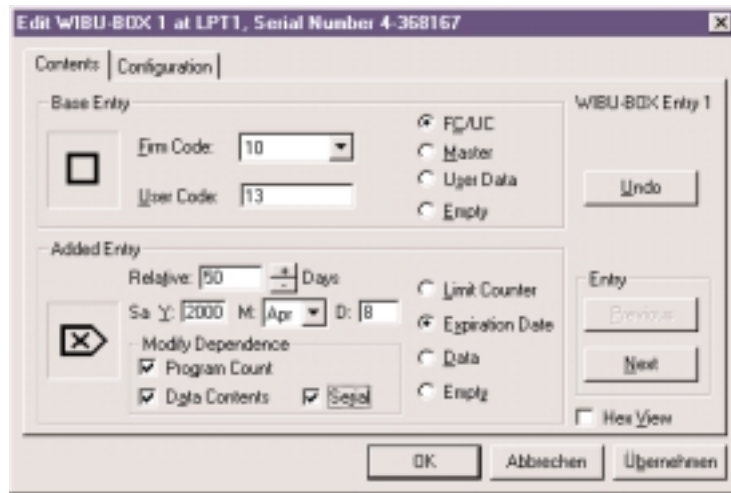 Edit WIBU-BOX 1 at LPT1, Serial Number 4-368167
Contents Configuration
Base Entry
WIBU-BOX Entry 1
Firm Code: 10
User Code: 13
FC/UC
Master
User Data
Empty
Undo
Added Entry
Relative: 50 + - Days
Sa Y: 2000 M: Apr D: 8
Modify Dependence
Program Count
Data Contents Serial
Limit Counter
Expiration Date
Data
Empty
Entry
Previous
Next
Hex View
OK Abbrechen Übernehmen